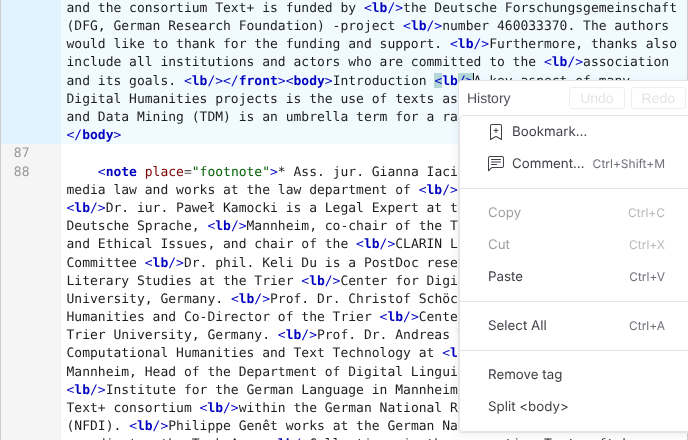 and the consortium Text+ is funded by <lb/>the Deutsche Forschungsgemeinschaft
(DFG, German Research Foundation) -project <lb/>number 460033370. The authors
would like to thank for the funding and support. <lb/>Furthermore, thanks also
include all institutions and actors who are committed to the <lb/>association
and its goals. <lb/></front><body>Introduction <lb/>A key aspect of many
Digital Humanities projects is the use of texts as
and Data Mining (TDM) is an umbrella term for a ra
</body>
87
88 <note place="footnote">* Ass. jur. Gianna Iaci
media law and works at the law department of <lb/>
<lb/>Dr. iur. Paweł Kamocki is a Legal Expert at t
Deutsche Sprache, <lb/>Mannheim, co-chair of the T
and Ethical Issues, and chair of the <lb/>CLARIN L
Committee <lb/>Dr. phil. Keli Du is a PostDoc rese
Literary Studies at the Trier <lb/>Center for Digi
University, Germany. <lb/>Prof. Dr. Christof Schöc
Humanities and Co-Director of the Trier <lb/>Cente
Trier University, Germany. <lb/>Prof. Dr. Andreas
Computational Humanities and Text Technology at <l
Mannheim, Head of the Department of Digital Lingui
<lb/>Institute for the German Language in Mannheim
Text+ consortium <lb/>within the German National R
(NFDI). <lb/>Philippe Genêt works at the German Na
History Undo Redo
Bookmark...
Comment... Ctrl+Shift+M
Copy Ctrl+C
Cut Ctrl+X
Paste Ctrl+V
Select All Ctrl+A
Remove tag
Split <body>